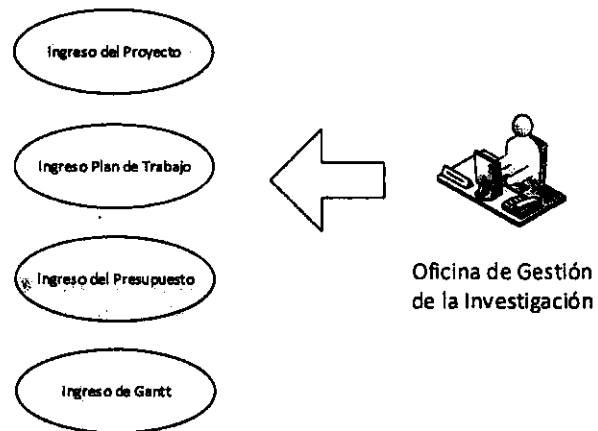 Ingreso del Proyecto
Ingreso Plan de Trabajo
Ingreso del Presupuesto
Ingreso de Gantt
Oficina de Gestión
de la Investigación